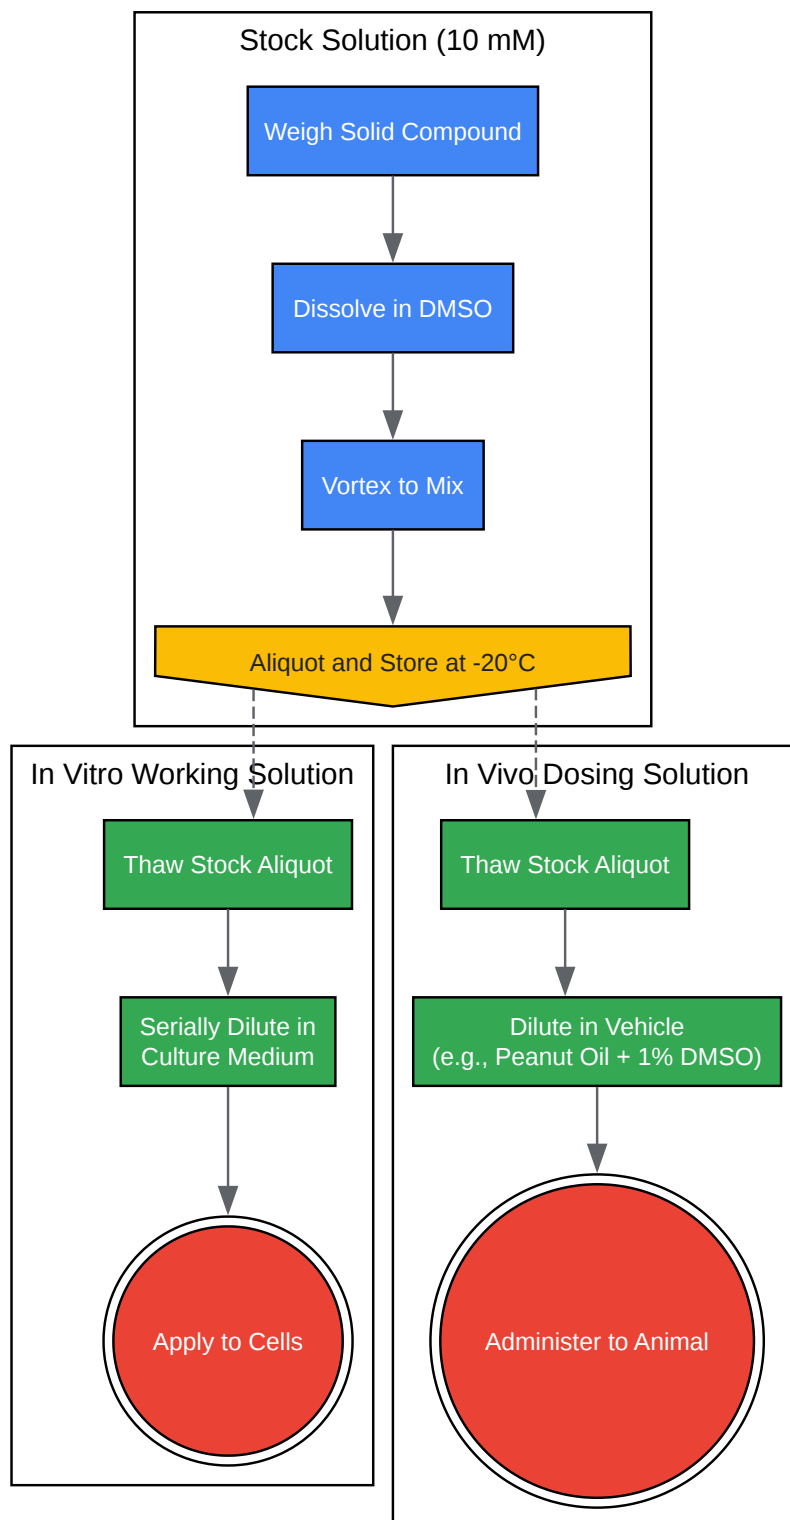 Stock Solution (10 mM)
Weigh Solid Compound
Dissolve in DMSO
Vortex to Mix
Aliquot and Store at -20°C
In Vitro Working Solution
Thaw Stock Aliquot
Serially Dilute in
Culture Medium
Apply to Cells
In Vivo Dosing Solution
Thaw Stock Aliquot
Dilute in Vehicle
(e.g., Peanut Oil + 1% DMSO)
Administer to Animal